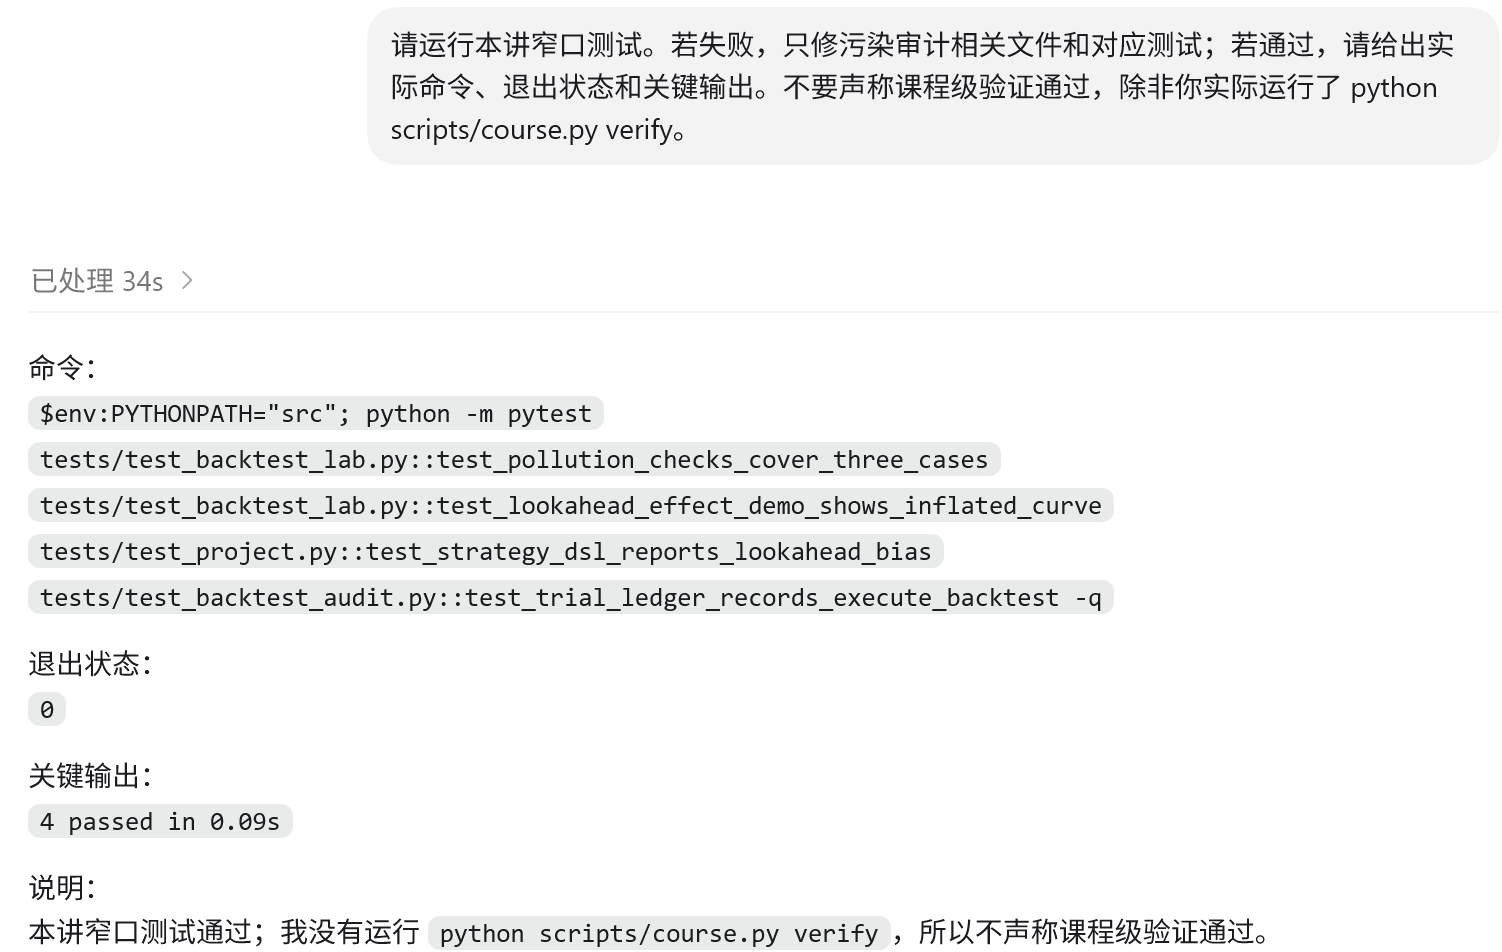 请运行本讲窄口测试。若失败，只修污染审计相关文件和对应测试；若通过，请给出实
际命令、退出状态和关键输出。不要声称课程级验证通过，除非你实际运行了 python
scripts/course.py verify。
已处理 34s
命令：
$env:PYTHONPATH="src"; python -m pytest
tests/test_backtest_lab.py::test_pollution_checks_cover_three_cases
tests/test_backtest_lab.py::test_lookahead_effect_demo_shows_inflated_curve
tests/test_project.py::test_strategy_dsl_reports_lookahead_bias
tests/test_backtest_audit.py::test_trial_ledger_records_execute_backtest -q
退出状态：
0
关键输出：
4 passed in 0.09s
说明：
本讲窄口测试通过；我没有运行 python scripts/course.py verify，所以不声称课程级验证通过。